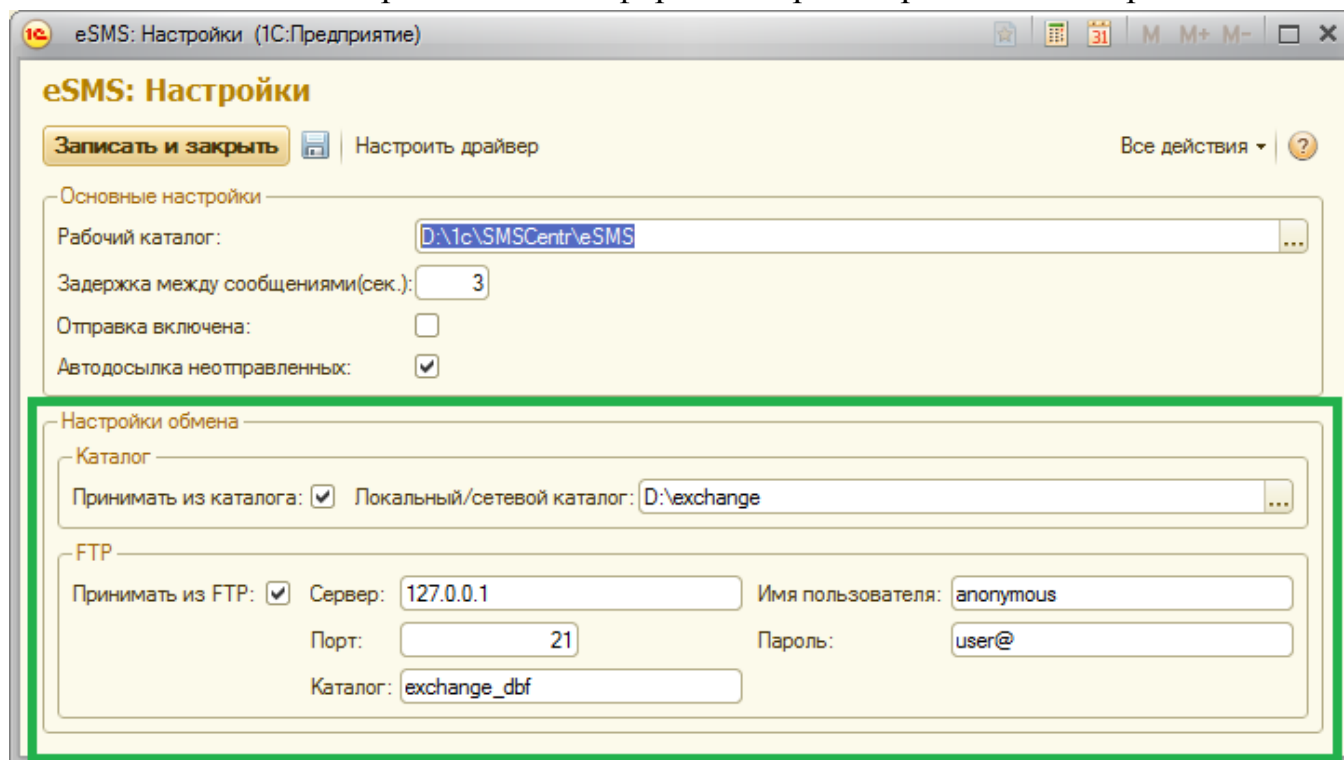 eSMS: Настройки (1С:Предприятие)
31 M M+ M-
eSMS: Настройки
Записать и закрыть Настроить драйвер Все действия ?
Основные настройки
Рабочий каталог: D:\1c\SMSCentr\eSMS ...
Задержка между сообщениями(сек.): 3
Отправка включена:
Автодосылка неотправленных:
Настройки обмена
Каталог
Принимать из каталога: Локальный/сетевой каталог: D:\exchange ...
FTP
Принимать из FTP: Сервер: 127.0.0.1 Имя пользователя: anonymous
Порт: 21 Пароль: user@
Каталог: exchange_dbf